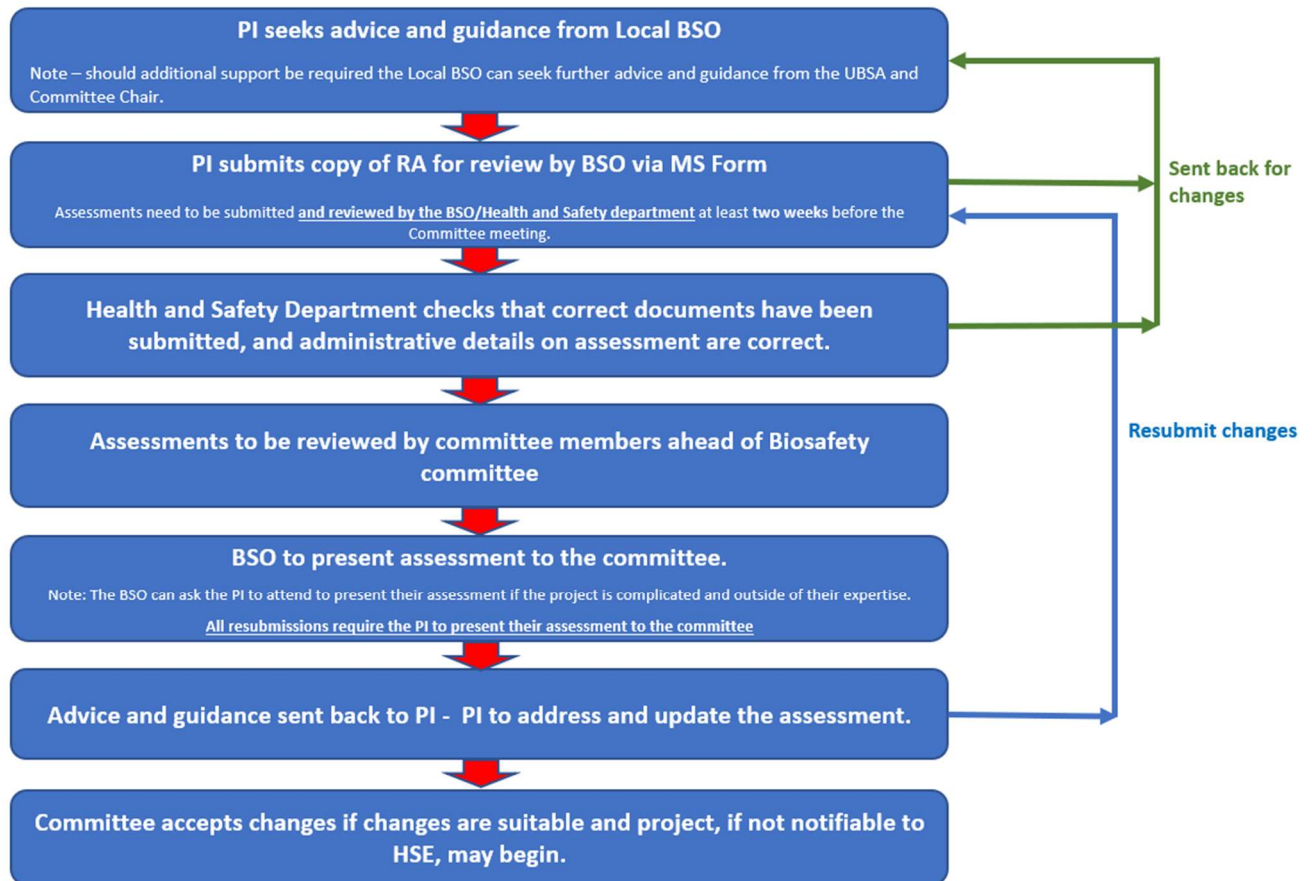 PI seeks advice and guidance from Local BSO
Note – should additional support be required the Local BSO can seek further advice and guidance from the UBSA and
Committee Chair.
PI submits copy of RA for review by BSO via MS Form
Assessments need to be submitted and reviewed by the BSO/Health and Safety department at least two weeks before the
Committee meeting.
Sent back for
changes
Health and Safety Department checks that correct documents have been
submitted, and administrative details on assessment are correct.
Assessments to be reviewed by committee members ahead of Biosafety
committee
Resubmit changes
BSO to present assessment to the committee.
Note: The BSO can ask the PI to attend to present their assessment if the project is complicated and outside of their expertise.
All resubmissions require the PI to present their assessment to the committee
Advice and guidance sent back to PI - PI to address and update the assessment.
Committee accepts changes if changes are suitable and project, if not notifiable to
HSE, may begin.